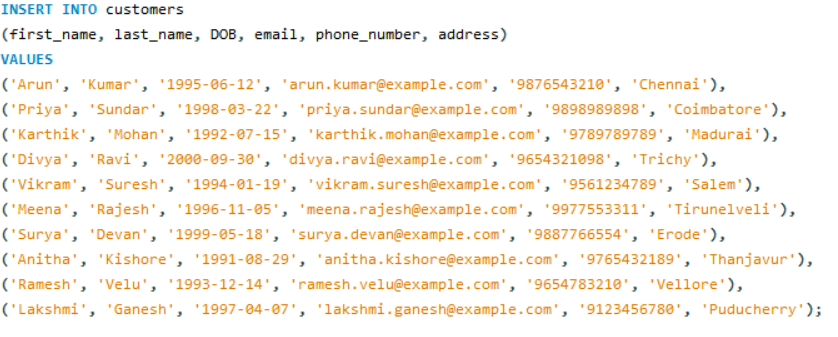 INSERT INTO customers
(first_name, last_name, DOB, email, phone_number, address)
VALUES
('Arun', 'Kumar', '1995-06-12', 'arun.kumar@example.com', '9876543210', 'Chennai'),
('Priya', 'Sundar', '1998-03-22', 'priya.sundar@example.com', '9898989898', 'Coimbatore'),
('Karthik', 'Mohan', '1992-07-15', 'karthik.mohan@example.com', '9789789789', 'Madurai'),
('Divya', 'Ravi', '2000-09-30', 'divya.ravi@example.com', '9654321098', 'Trichy'),
('Vikram', 'Suresh', '1994-01-19', 'vikram.suresh@example.com', '9561234789', 'Salem'),
('Meena', 'Rajesh', '1996-11-05', 'meena.rajesh@example.com', '9977553311', 'Tirunelveli'),
('Surya', 'Devan', '1999-05-18', 'surya.devan@example.com', '9887766554', 'Erode'),
('Anitha', 'Kishore', '1991-08-29', 'anitha.kishore@example.com', '9765432189', 'Thanjavur'),
('Ramesh', 'Velu', '1993-12-14', 'ramesh.velu@example.com', '9654783210', 'Vellore'),
('Lakshmi', 'Ganesh', '1997-04-07', 'lakshmi.ganesh@example.com', '9123456780', 'Puducherry');